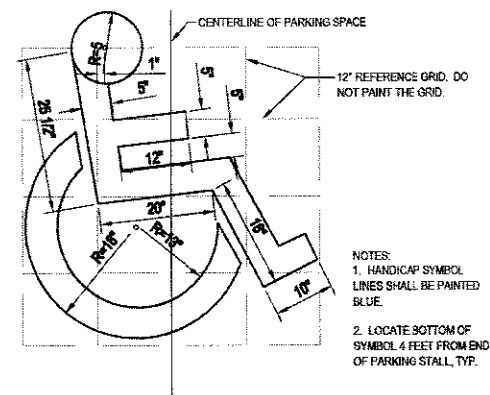 CENTERLINE OF PARKING SPACE
R=5
1"
5"
5"
5"
12" REFERENCE GRID. DO
NOT PAINT THE GRID.
26 1/2"
12"
20"
R=18"
R=13"
18"
10"
NOTES:
1. HANDICAP SYMBOL
LINES SHALL BE PAINTED
BLUE.
2. LOCATE BOTTOM OF
SYMBOL 4 FEET FROM END
OF PARKING STALL, TYP.